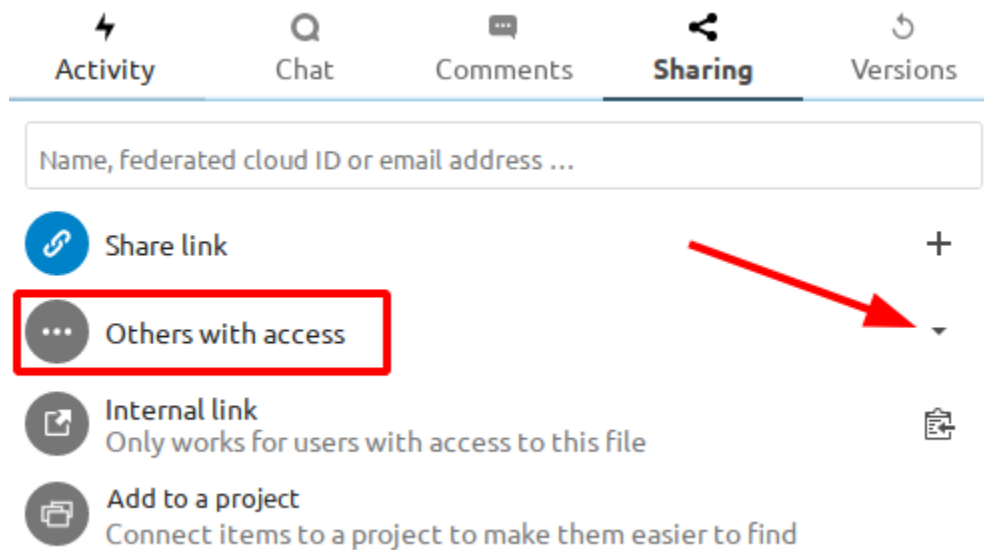 Activity
Chat
Comments
Sharing
Versions
Name, federated cloud ID or email address ...
Share link
Others with access
Internal link
Only works for users with access to this file
Add to a project
Connect items to a project to make them easier to find